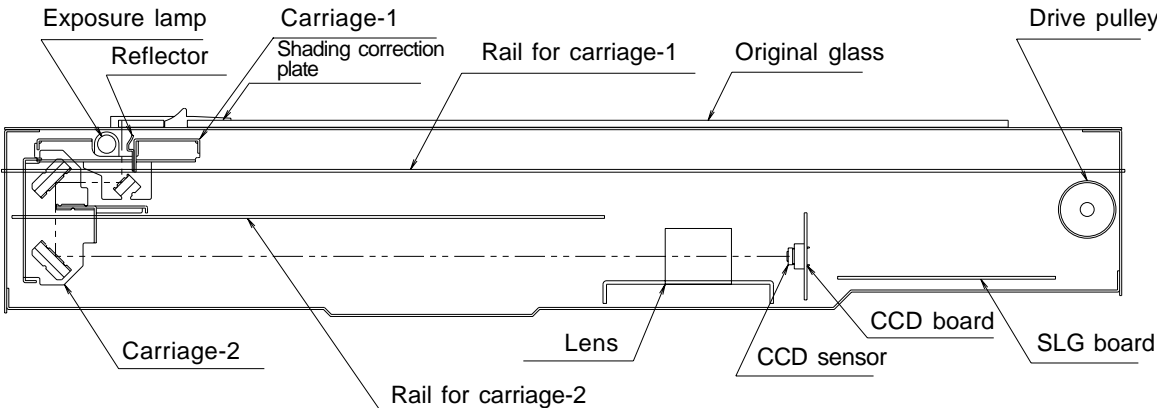 Exposure lamp
Carriage-1
Drive pulley
Reflector
Shading correction
plate
Rail for carriage-1
Original glass
Carriage-2
Lens
CCD board
CCD sensor
SLG board
Rail for carriage-2